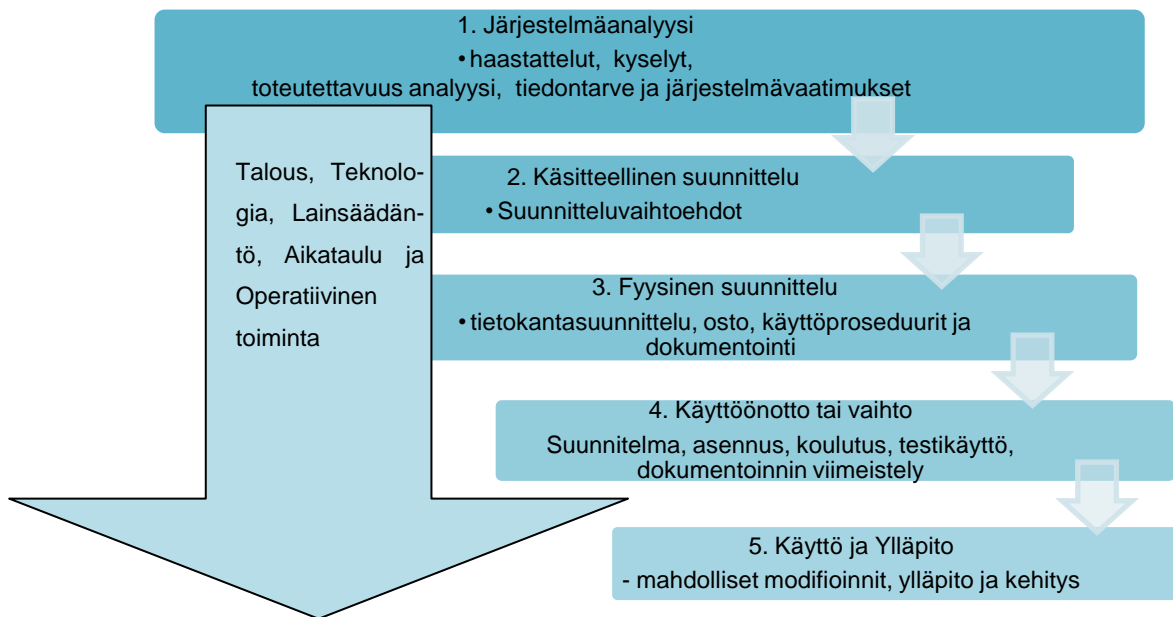 1. Järjestelmäanalyysi
•haastattelut, kyselyt,
toteutettavuus analyysi, tiedontarve ja järjestelmävaatimukset
Talous, Teknolo-
gia, Lainsäädän-
tö, Aikataulu ja
Operatiivinen
toiminta
2. Käsitteellinen suunnittelu
•Suunnitteluvaihtoehdot
3. Fyysinen suunnittelu
•tietokantasuunnittelu, osto, käyttöproseduurit ja
dokumentointi
4. Käyttöönotto tai vaihto
Suunnitelma, asennus, koulutus, testikäyttö,
dokumentoinnin viimeistely
5. Käyttö ja Ylläpito
- mahdolliset modifioinnit, ylläpito ja kehitys